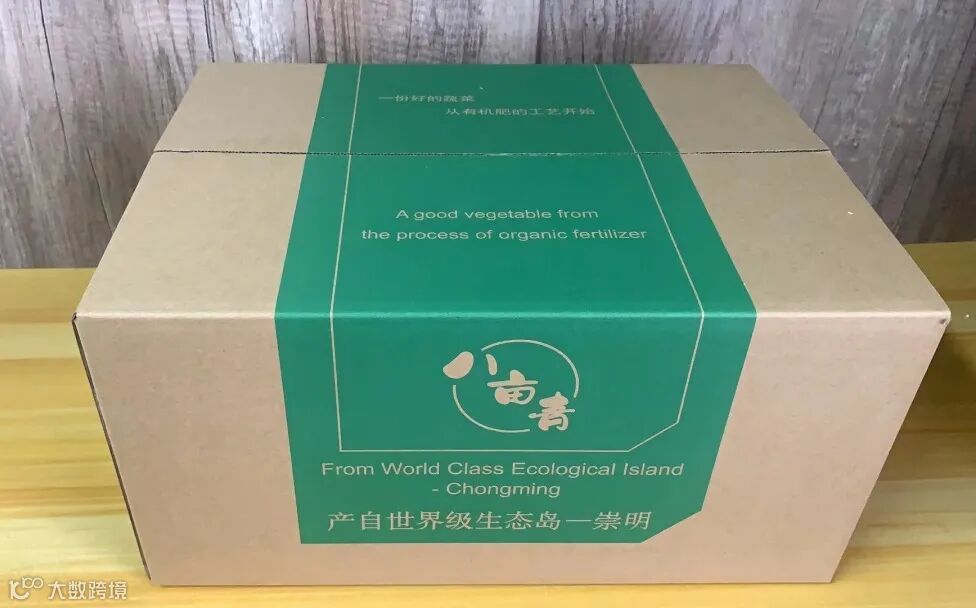 一份好的蔬菜
从有机肥的工艺开始
A good vegetable from
the process of organic fertilizer
八亩青
From World Class Ecological Island
- Chongming
产自世界级生态岛—崇明
大数跨境